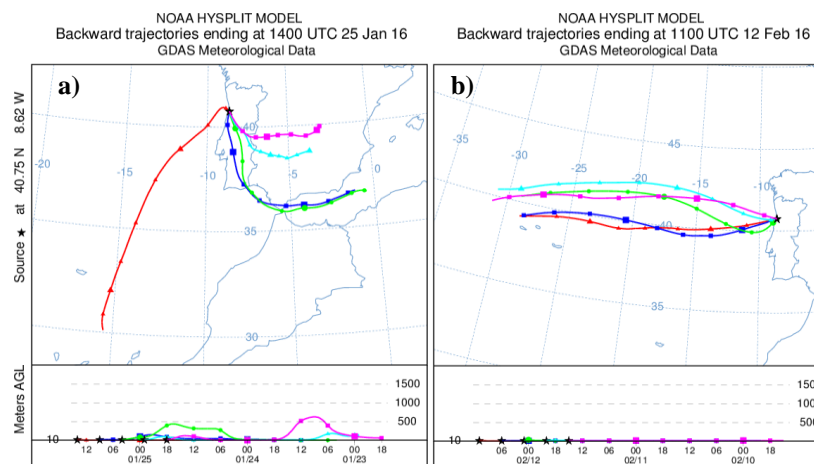 NOAA HYSPLIT MODEL
Backward trajectories ending at 1400 UTC 25 Jan 16
GDAS Meteorological Data
a)
Source ★ at 40.75 N 8.62 W
-20
-15
-10
-5
0
40
35
30
Meters AGL
1500
1000
500
10
12 06 00 18 12 06 00 18 12 06 00 18
01/25 01/24 01/23
NOAA HYSPLIT MODEL
Backward trajectories ending at 1100 UTC 12 Feb 16
GDAS Meteorological Data
b)
-35
-30
-25
-20
-15
-10
45
40
35
1500
1000
500
10
06 00 18 12 06 00 18 12 06 00 18
02/12 02/11 02/10